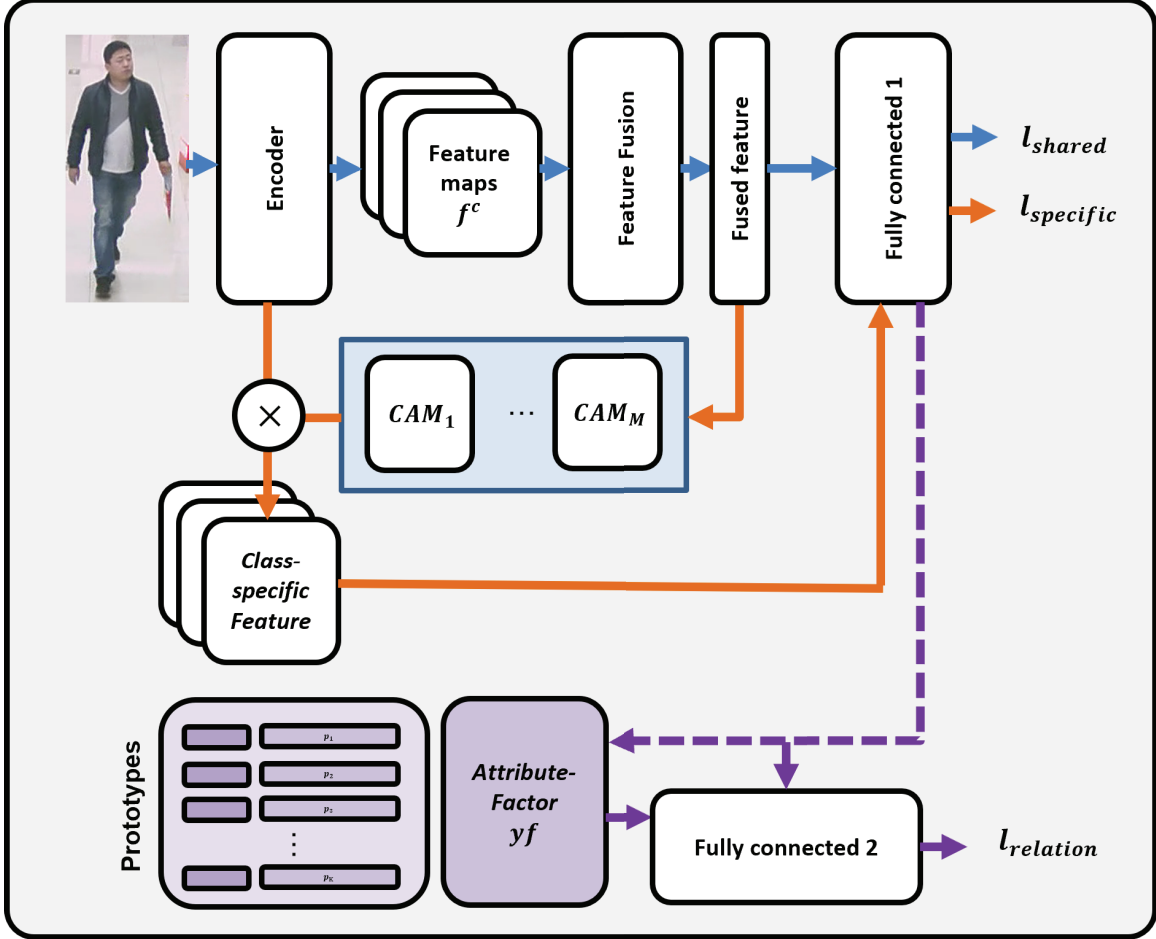 Encoder
Feature
maps
f^c
Feature Fusion
Fused feature
Fully connected 1
l_shared
l_specific
CAM_1
...
CAM_M
×
Class-
specific
Feature
Prototypes
p_1
p_2
p_3
⋮
p_K
Attribute-
Factor
yf
Fully connected 2
l_relation